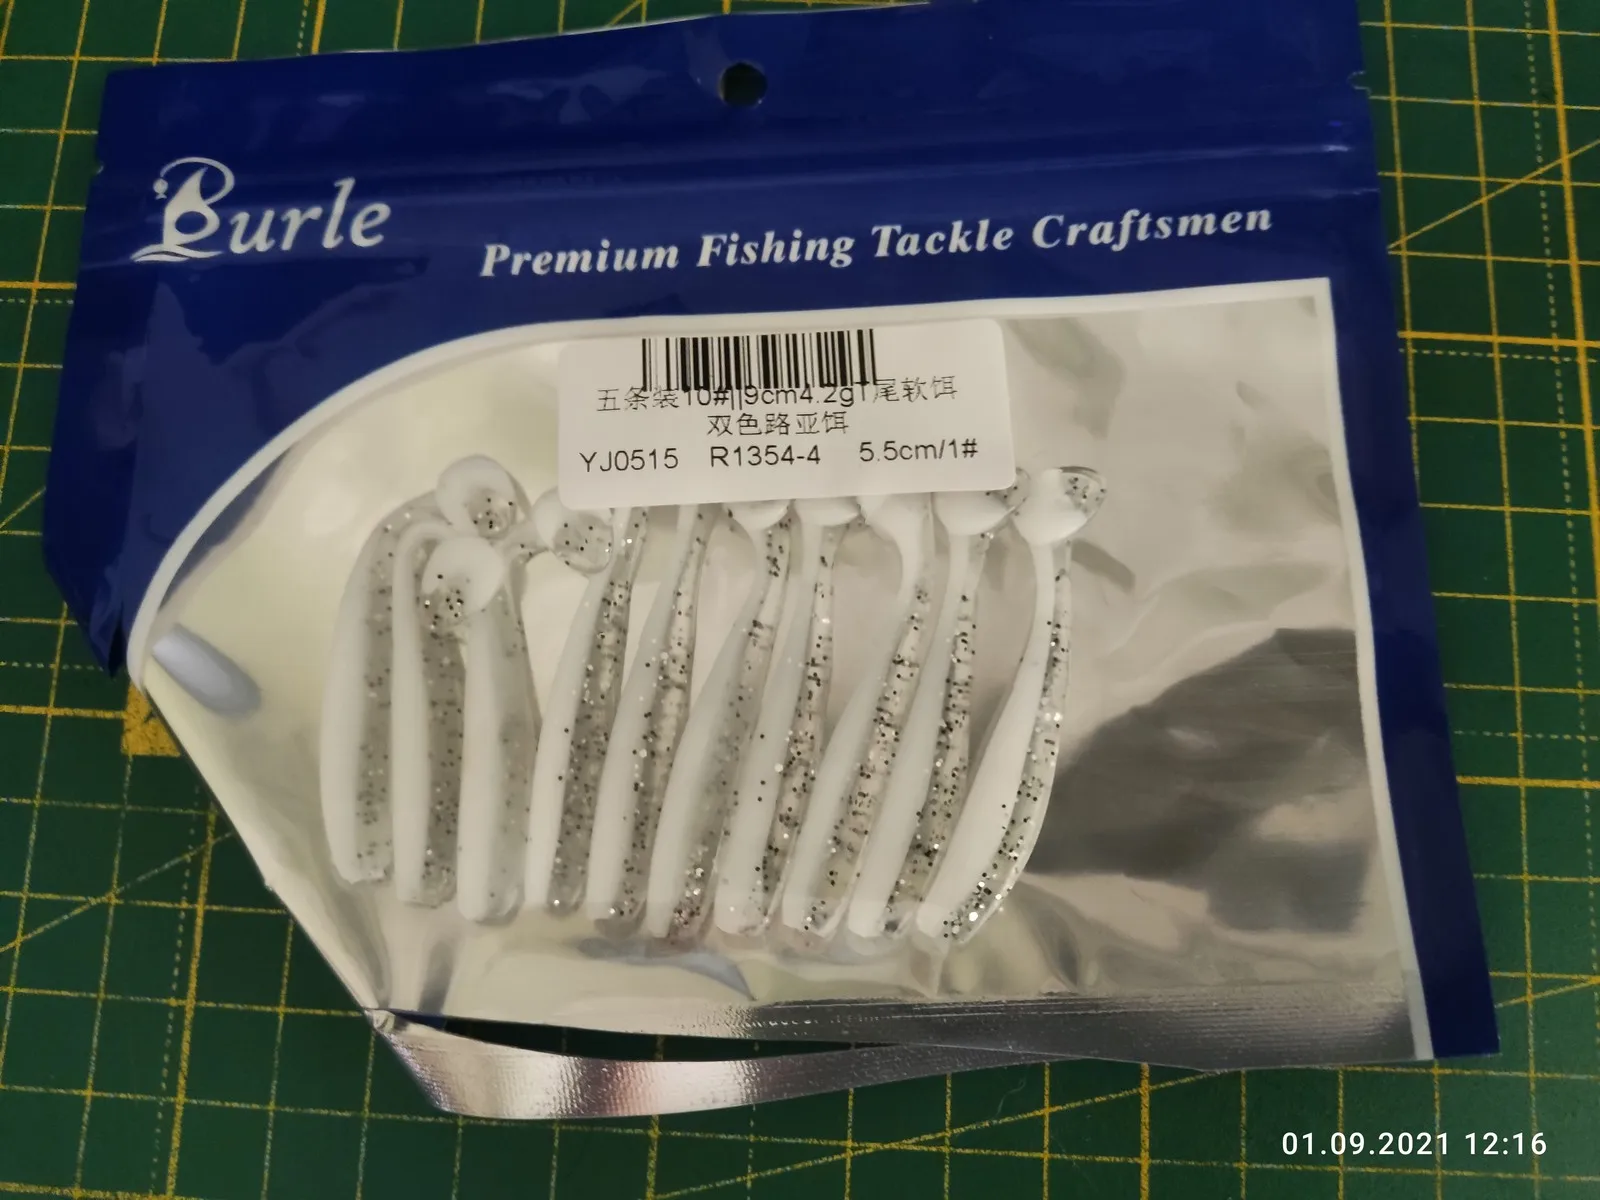 Burle
Premium Fishing Tackle Craftsmen
五条装10#||9cm4.2gT尾软饵
双色路亚饵
YJ0515 R1354-4 5.5cm/1#
01.09.2021 12:16